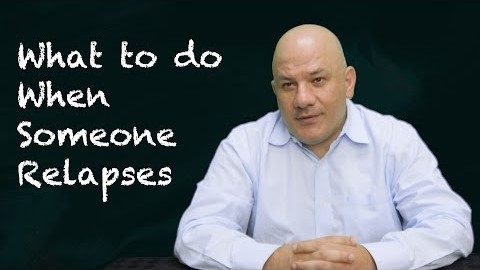 What to do
When
Someone
Relapses